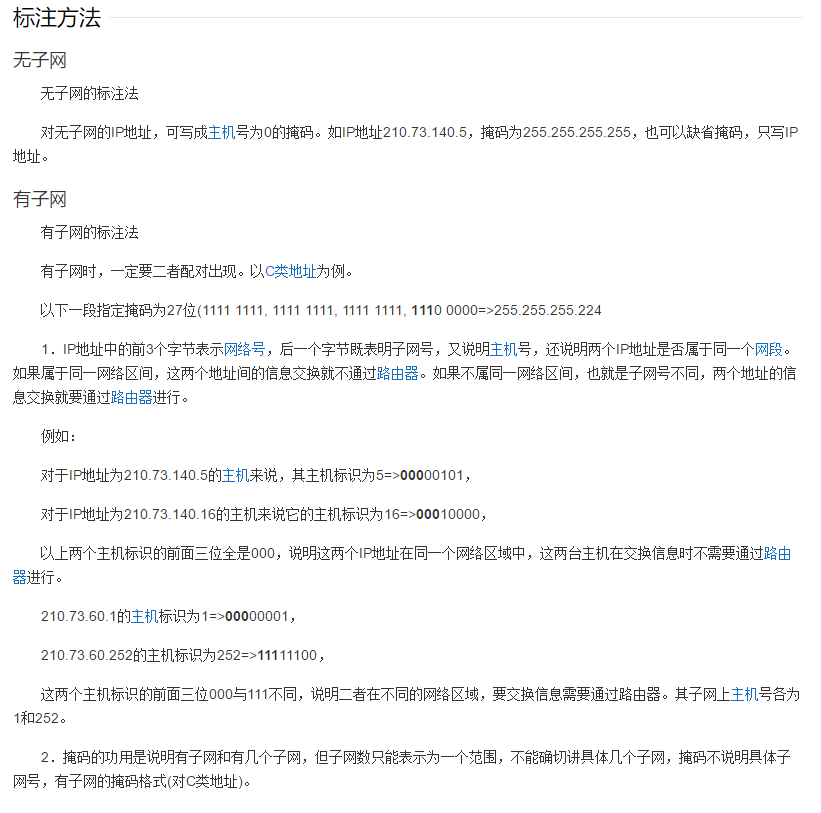 标注方法
无子网
无子网的标注法
对无子网的IP地址，可写成主机号为0的掩码。如IP地址210.73.140.5，掩码为255.255.255.255，也可以缺省掩码，只写IP
地址。
有子网
有子网的标注法
有子网时，一定要二者配对出现。以C类地址为例。
以下一段指定掩码为27位(1111 1111, 1111 1111, 1111 1111, 1110 0000=>255.255.255.224
1．IP地址中的前3个字节表示网络号，后一个字节既表明子网号，又说明主机号，还说明两个IP地址是否属于同一个网段。
如果属于同一网络区间，这两个地址间的信息交换就不通过路由器。如果不属同一网络区间，也就是子网号不同，两个地址的信
息交换就要通过路由器进行。
例如：
对于IP地址为210.73.140.5的主机来说，其主机标识为5=>00000101，
对于IP地址为210.73.140.16的主机来说它的主机标识为16=>00010000，
以上两个主机标识的前面三位全是000，说明这两个IP地址在同一个网络区域中，这两台主机在交换信息时不需要通过路由
器进行。
210.73.60.1的主机标识为1=>00000001，
210.73.60.252的主机标识为252=>11111100，
这两个主机标识的前面三位000与111不同，说明二者在不同的网络区域，要交换信息需要通过路由器。其子网上主机号各为
1和252。
2．掩码的功用是说明有子网和有几个子网，但子网数只能表示为一个范围，不能确切讲具体几个子网，掩码不说明具体子
网号，有子网的掩码格式(对C类地址)。